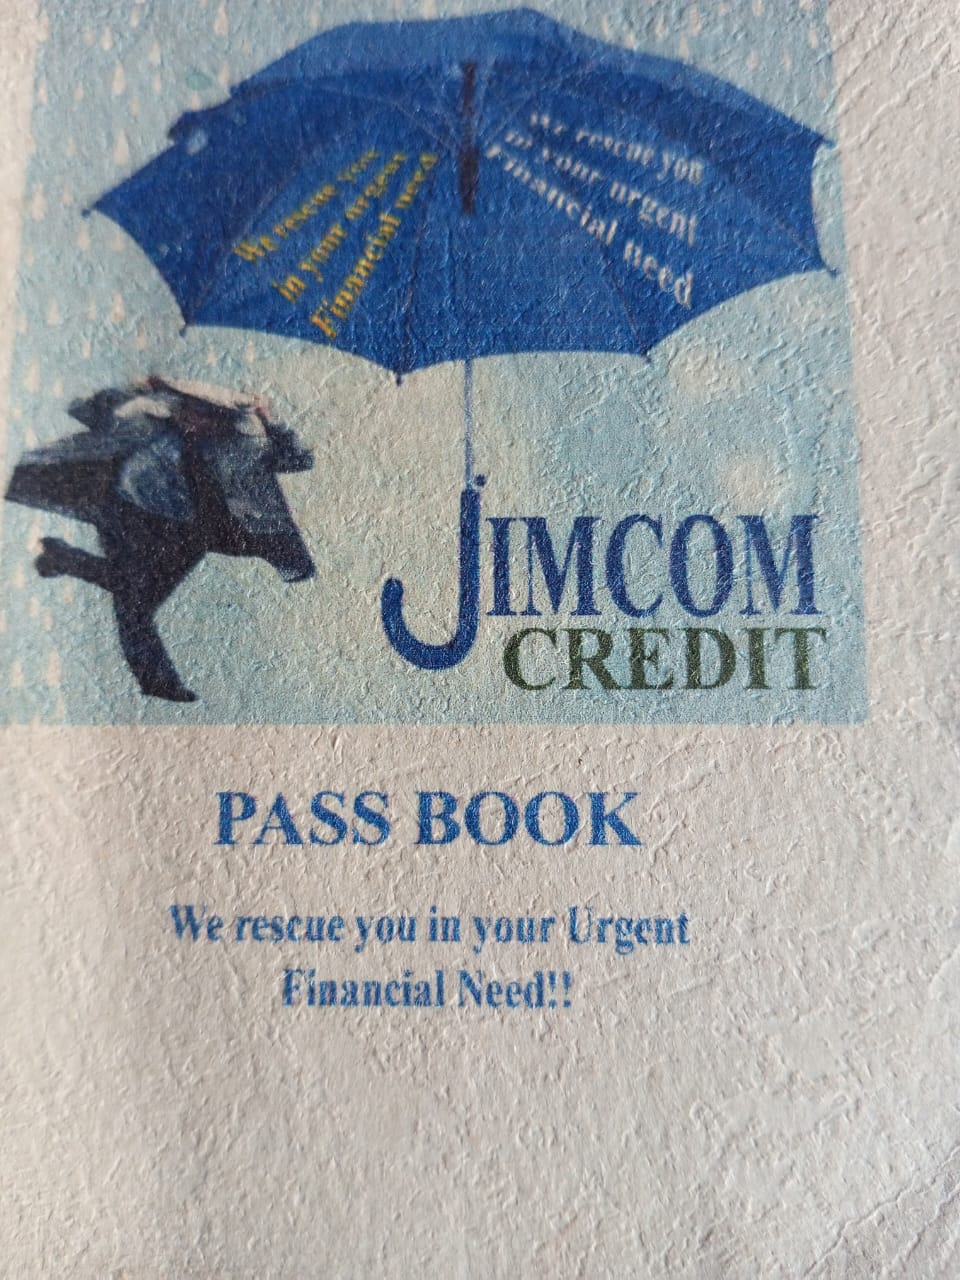 We rescue you
in your urgent
Financial need
We rescue you
in your urgent
Financial need
JIMCOM
CREDIT
PASS BOOK
We rescue you in your Urgent
Financial Need!!